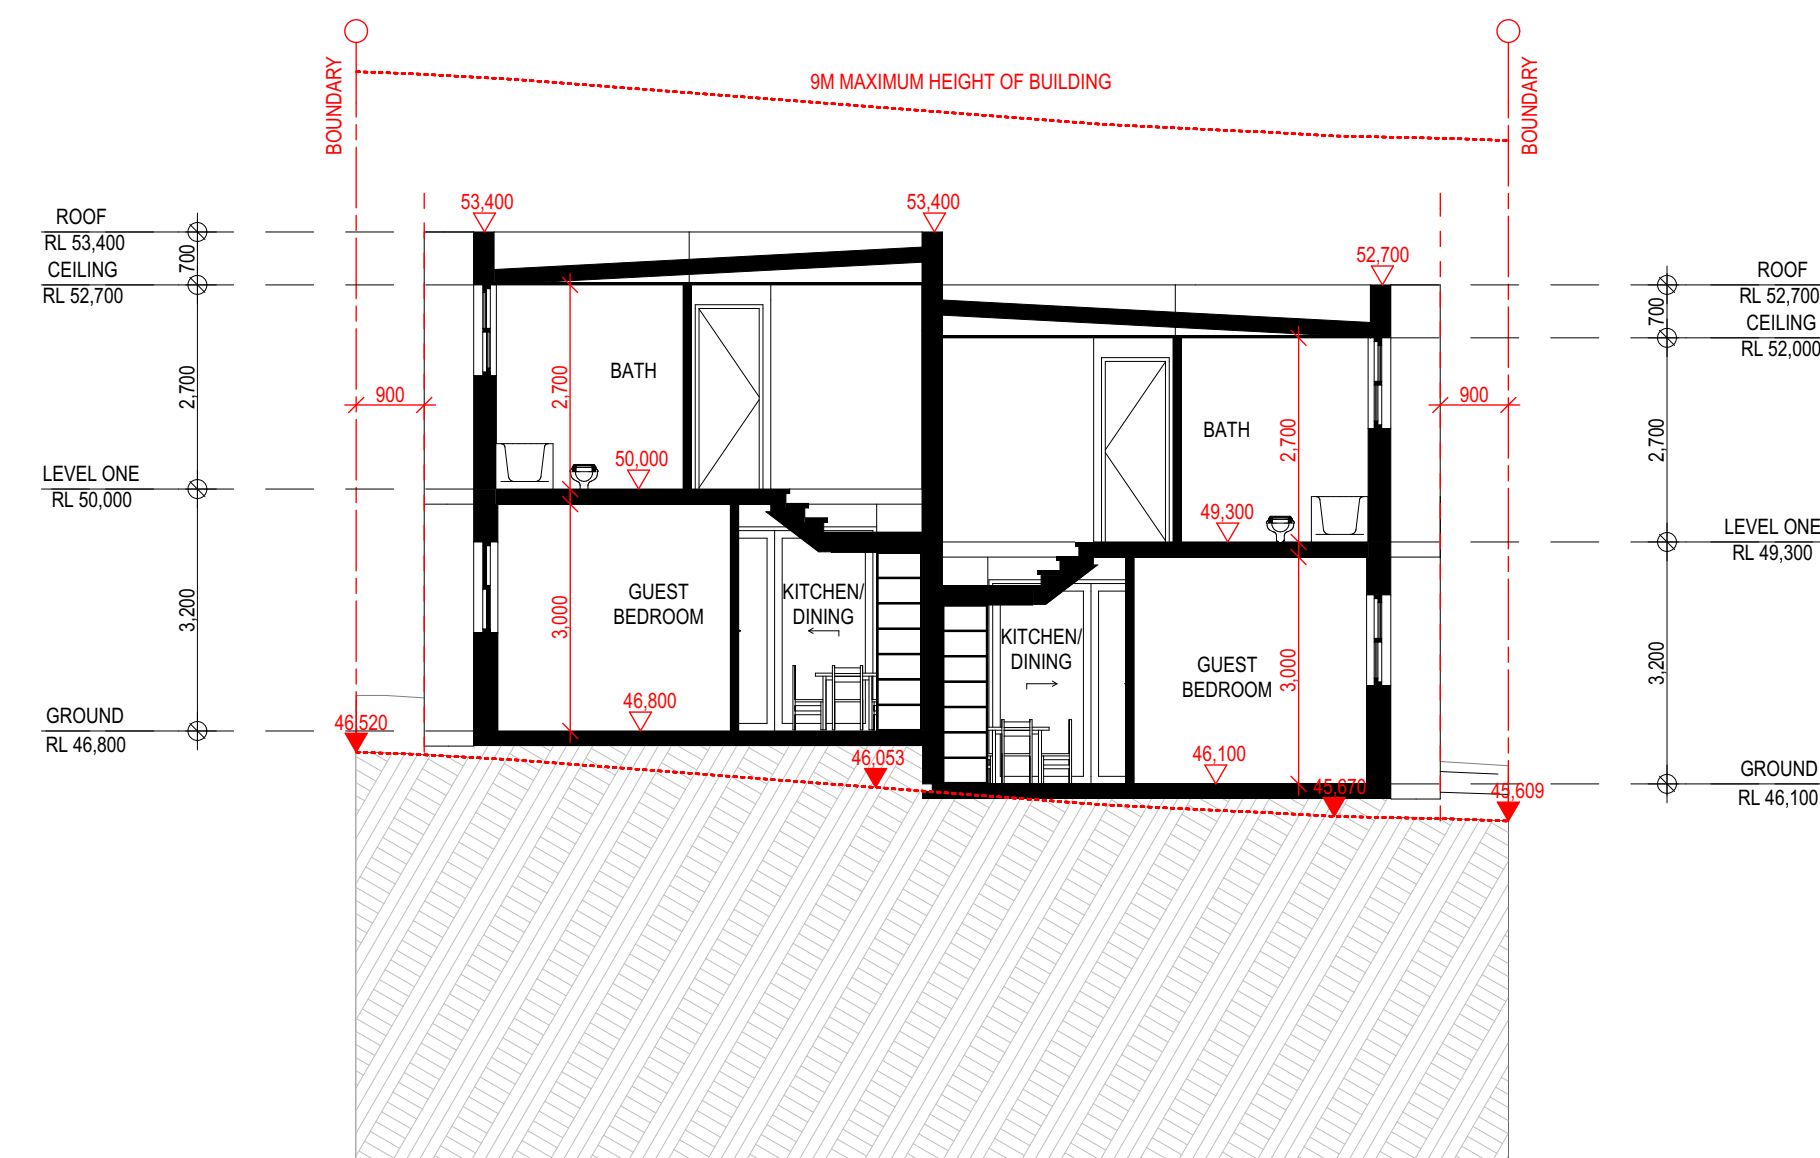 BOUNDARY
9M MAXIMUM HEIGHT OF BUILDING
BOUNDARY
53,400
53,400
52,700
ROOF
RL 53,400
700
CEILING
RL 52,700
2,700
LEVEL ONE
RL 50,000
3,200
GROUND
RL 46,800
900
BATH
2,700
50,000
GUEST
BEDROOM
3,000
KITCHEN/
DINING
46,800
46,520
46,053
BATH
2,700
49,300
KITCHEN/
DINING
GUEST
BEDROOM
3,000
46,100
45,670
45,609
900
ROOF
RL 52,700
700
CEILING
RL 52,000
2,700
LEVEL ONE
RL 49,300
3,200
GROUND
RL 46,100